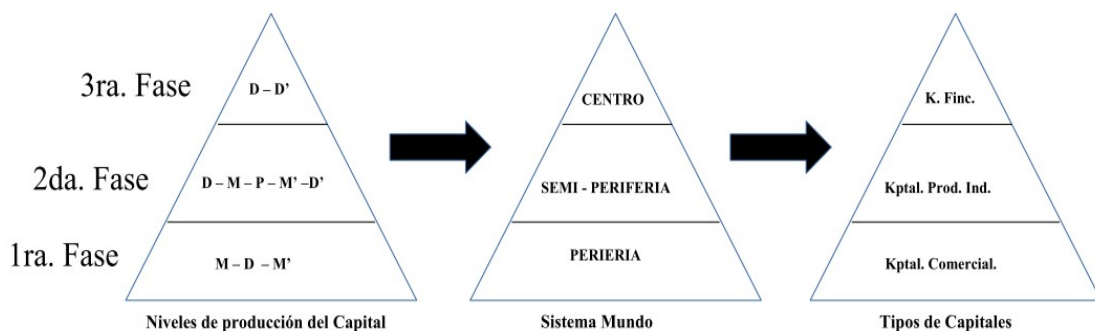 3ra. Fase
D – D’
CENTRO
K. Finc.
2da. Fase
D – M – P – M’ –D’
SEMI - PERIFERIA
Kptal. Prod. Ind.
1ra. Fase
M – D – M’
PERIERIA
Kptal. Comercial.
Niveles de producción del Capital
Sistema Mundo
Tipos de Capitales